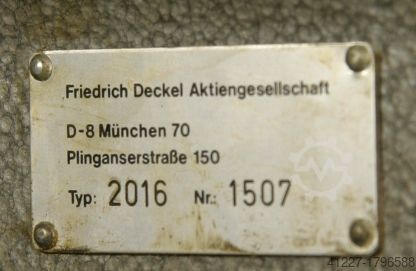 Friedrich Deckel Aktiengesellschaft
D-8 München 70
Plinganserstraße 150
Typ: 2016 Nr.: 1507
41227-1796588